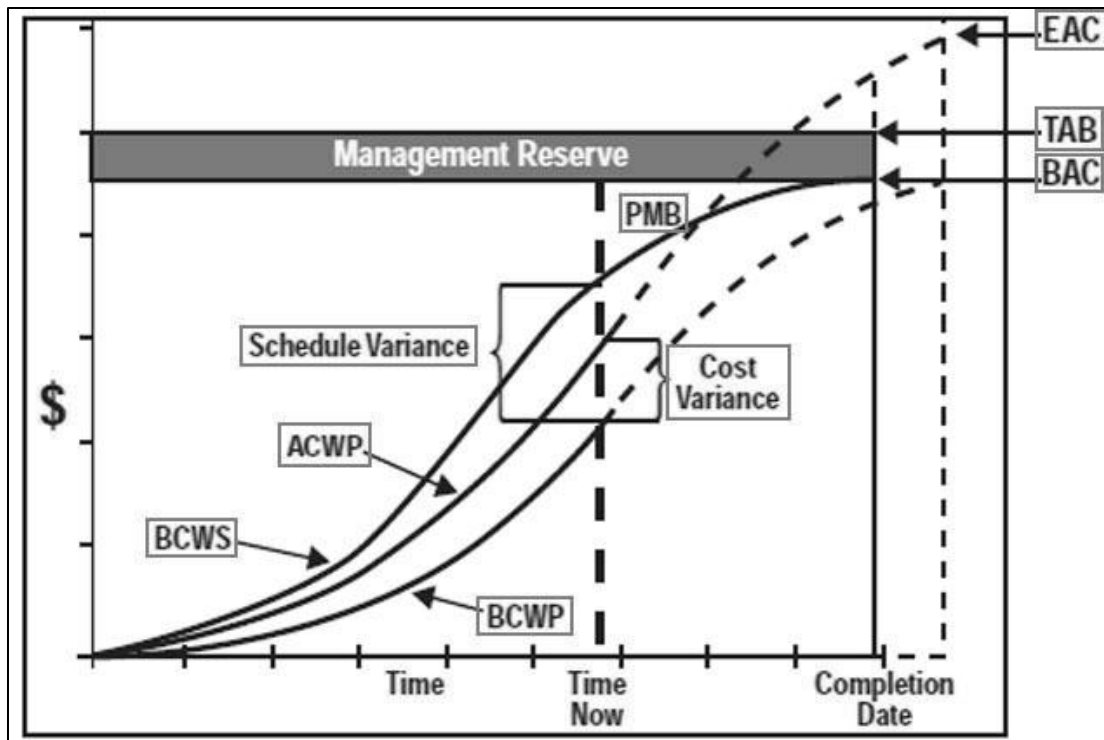 EAC
TAB
Management Reserve
BAC
PMB
Schedule Variance
Cost
Variance
$
ACWP
BCWS
BCWP
Time
Time
Now
Completion
Date